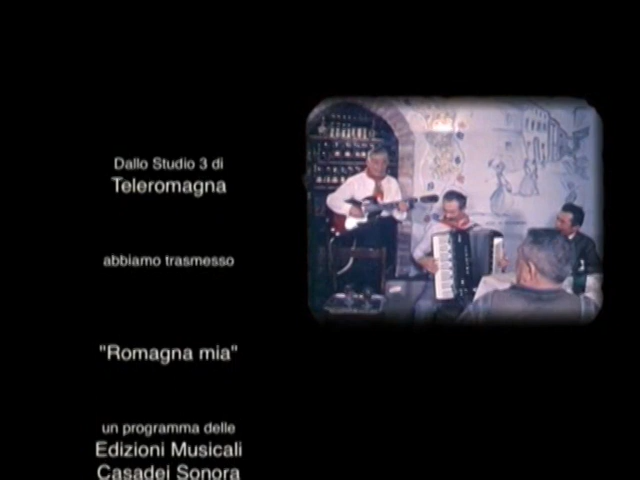 Dallo Studio 3 di
Teleromagna
abbiamo trasmesso
"Romagna mia"
un programma delle
Edizioni Musicali
Casadei Sonora